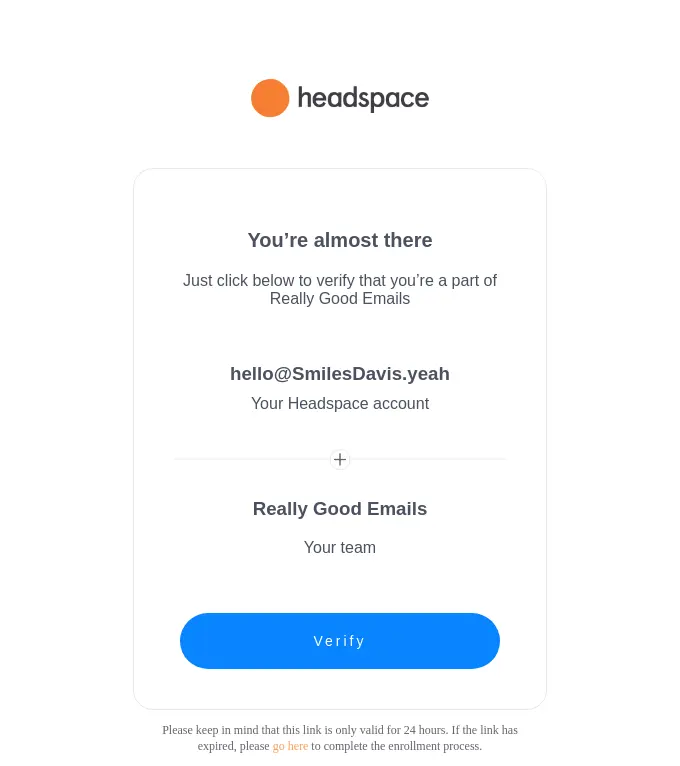 headspace
You’re almost there
Just click below to verify that you’re a part of
Really Good Emails
hello@SmilesDavis.yeah
Your Headspace account
Really Good Emails
Your team
Verify
Please keep in mind that this link is only valid for 24 hours. If the link has
expired, please go here to complete the enrollment process.